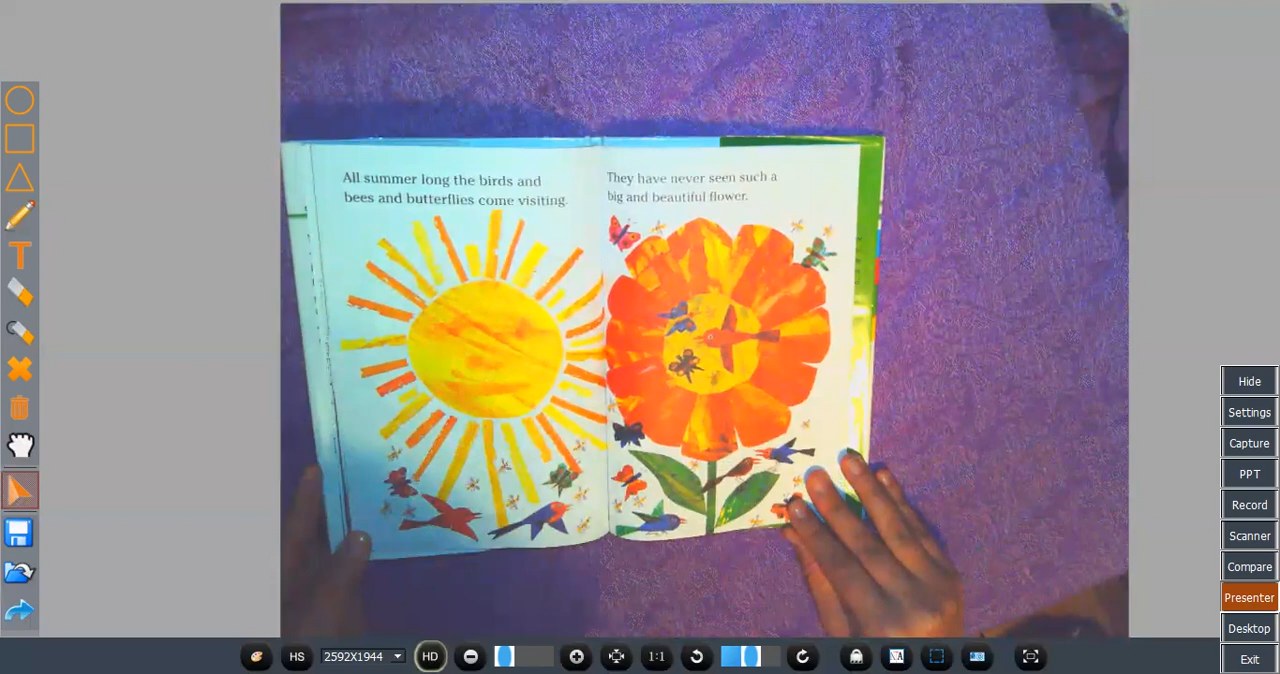 All summer long the birds and
bees and butterflies come visiting.
They have never seen such a
big and beautiful flower.
Hide
Settings
Capture
PPT
Record
Scanner
Compare
Presenter
Desktop
Exit
T
HS
2592X1944
HD
1:1
A